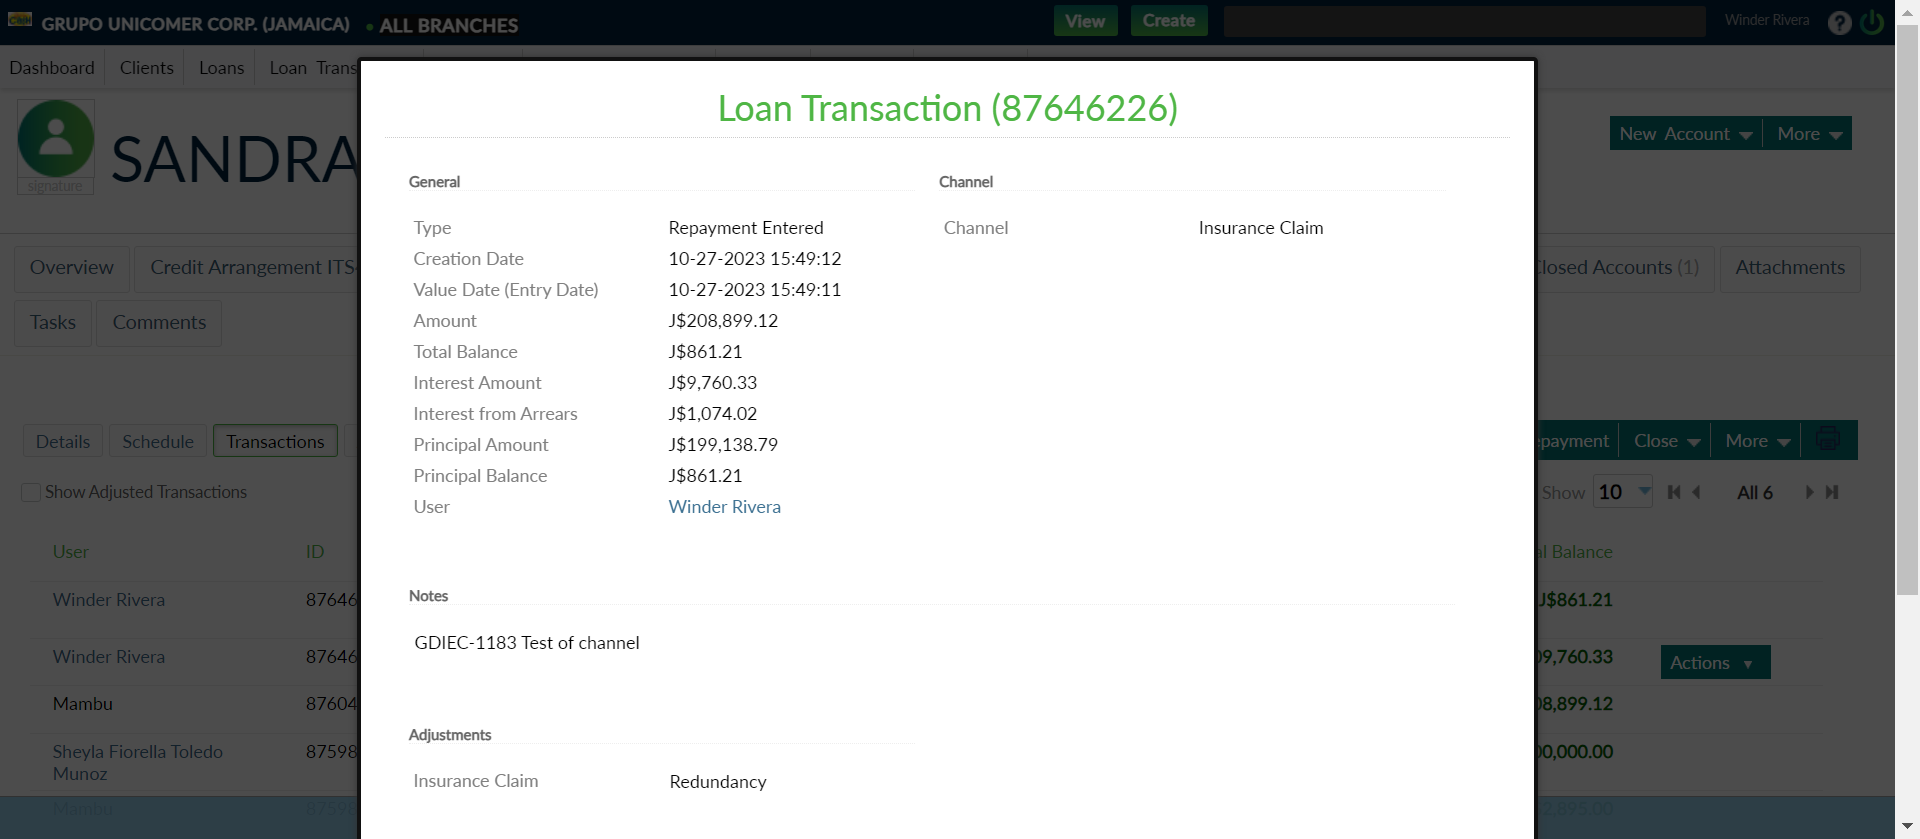 GRUPO UNICOMER CORP. (JAMAICA) • ALL BRANCHES
View Create Winder Rivera ?
Dashboard Clients Loans Loan Trans
Loan Transaction (87646226)
SANDRA
signature
New Account More
General
Type Repayment Entered
Creation Date 10-27-2023 15:49:12
Value Date (Entry Date) 10-27-2023 15:49:11
Amount J$208,899.12
Total Balance J$861.21
Interest Amount J$9,760.33
Interest from Arrears J$1,074.02
Principal Amount J$199,138.79
Principal Balance J$861.21
User Winder Rivera
Channel
Channel Insurance Claim
Notes
GDIEC-1183 Test of channel
Adjustments
Insurance Claim Redundancy
Overview Credit Arrangement ITS- Closed Accounts (1) Attachments
Tasks Comments
Details Schedule Transactions payment Close More
Show Adjusted Transactions Show 10 All 6
User ID Balance
Winder Rivera 87646 J$861.21
Winder Rivera 87646 9,760.33 Actions
Mambu 87604 8,899.12
Sheyla Fiorella Toledo 87598 00,000.00
Munoz
Mambu 8759 2,895.00